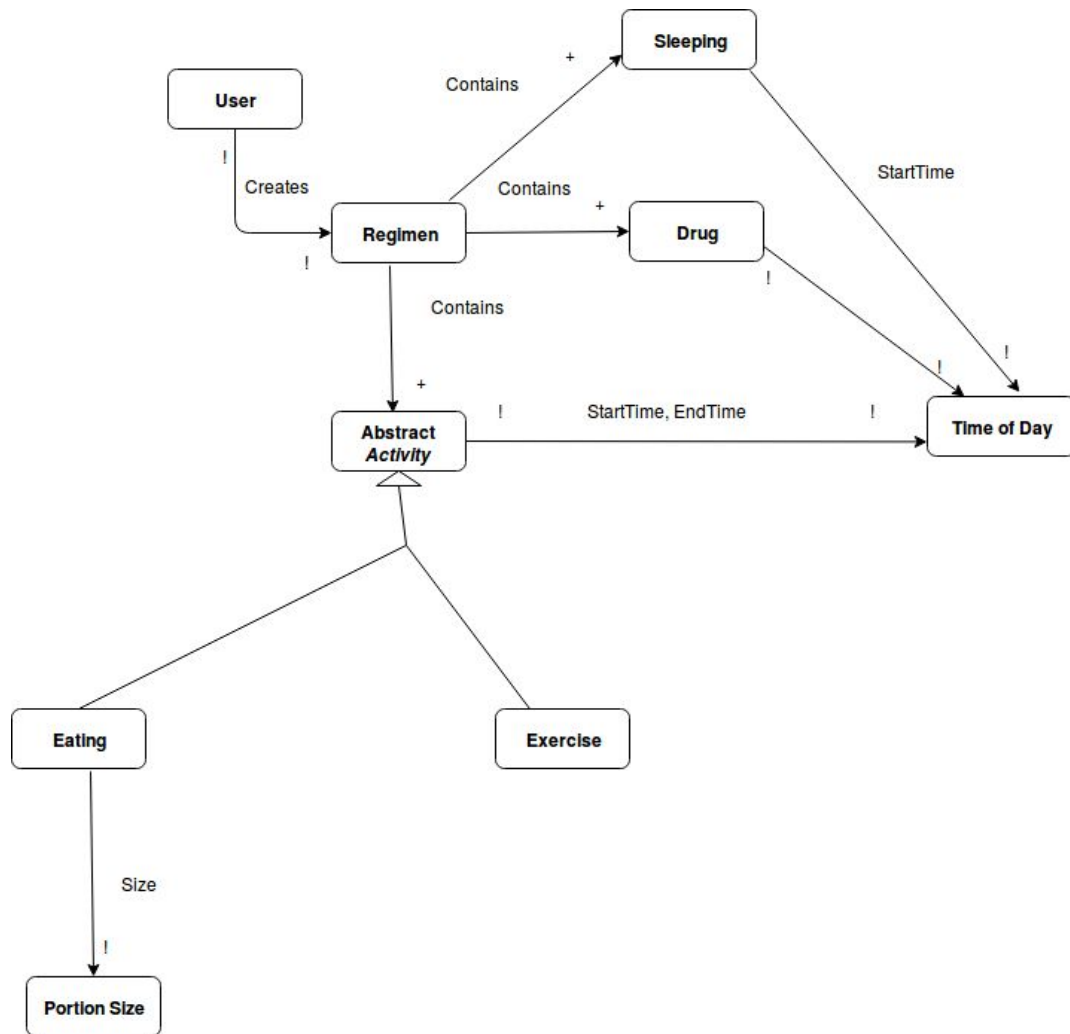 Sleeping
+
Contains
User
!
StartTime
Creates
Contains
+
Regimen
Drug
!
!
Contains
!
!
+
!
StartTime, EndTime
!
Abstract
Activity
Time of Day
Eating
Exercise
Size
!
Portion Size